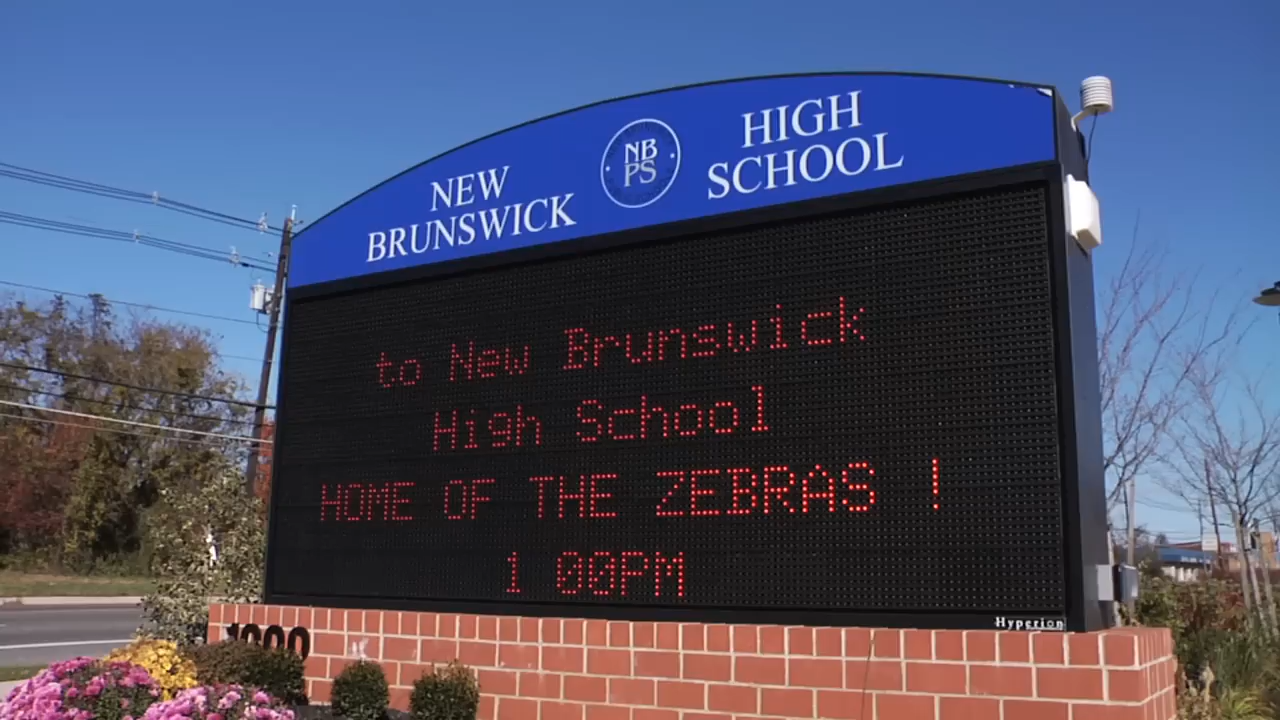 NEW
BRUNSWICK
NB
PS
HIGH
SCHOOL
to New Brunswick
High School
HOME OF THE ZEBRAS !
1 00PM
Hyperion
1000